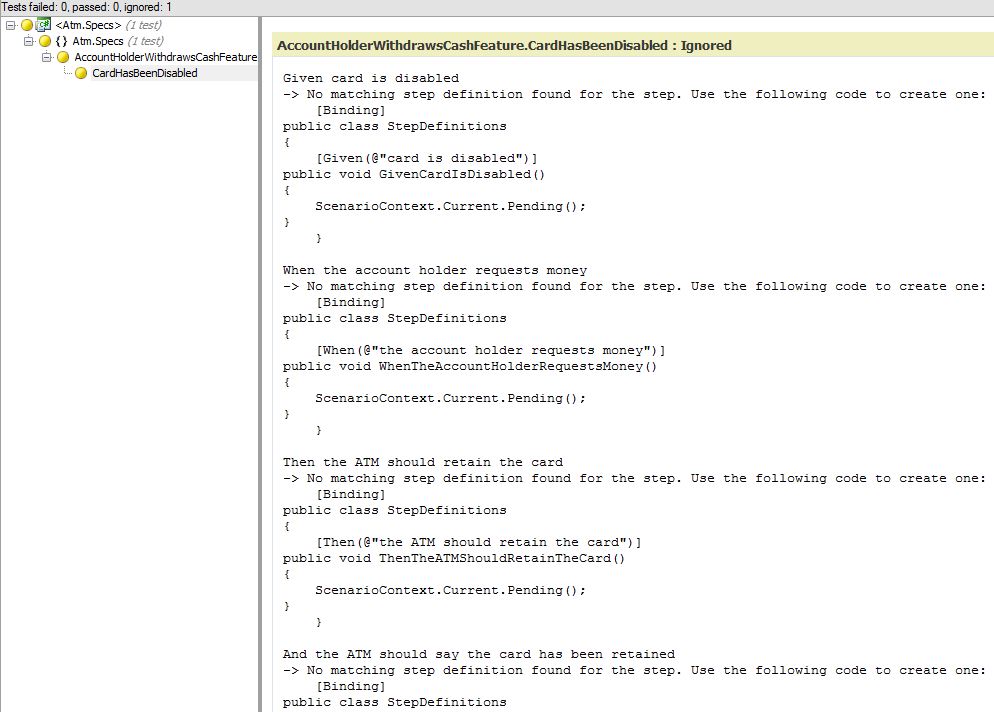 Tests failed: 0, passed: 0, ignored: 1
<Atm.Specs> (1 test)
{} Atm.Specs (1 test)
AccountHolderWithdrawsCashFeature
CardHasBeenDisabled
AccountHolderWithdrawsCashFeature.CardHasBeenDisabled : Ignored
Given card is disabled
-> No matching step definition found for the step. Use the following code to create one:
[Binding]
public class StepDefinitions
{
[Given(@"card is disabled")]
public void GivenCardIsDisabled()
{
ScenarioContext.Current.Pending();
}
}
When the account holder requests money
-> No matching step definition found for the step. Use the following code to create one:
[Binding]
public class StepDefinitions
{
[When(@"the account holder requests money")]
public void WhenTheAccountHolderRequestsMoney()
{
ScenarioContext.Current.Pending();
}
}
Then the ATM should retain the card
-> No matching step definition found for the step. Use the following code to create one:
[Binding]
public class StepDefinitions
{
[Then(@"the ATM should retain the card")]
public void ThenTheATMShouldRetainTheCard()
{
ScenarioContext.Current.Pending();
}
}
And the ATM should say the card has been retained
-> No matching step definition found for the step. Use the following code to create one:
[Binding]
public class StepDefinitions